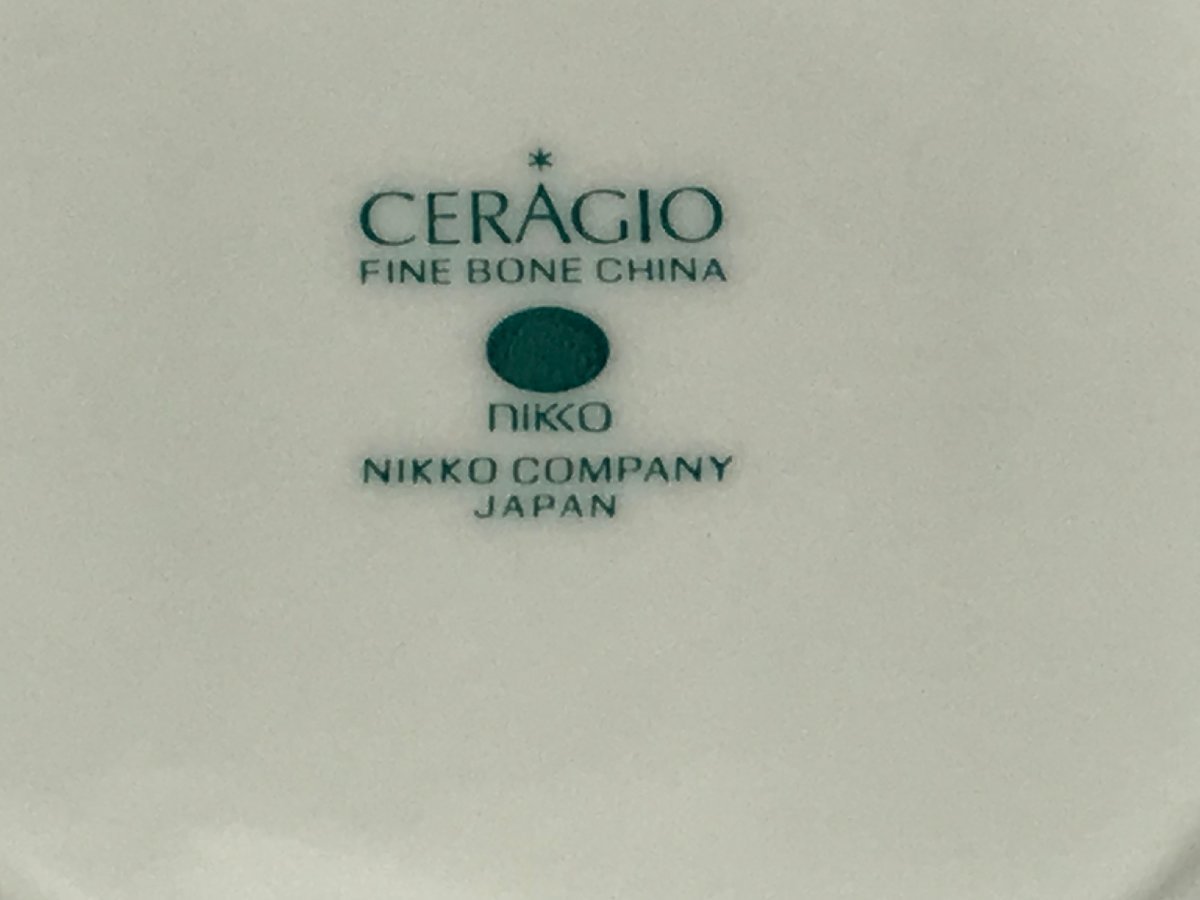 CERAGIO
FINE BONE CHINA
nikko
NIKKO COMPANY
JAPAN